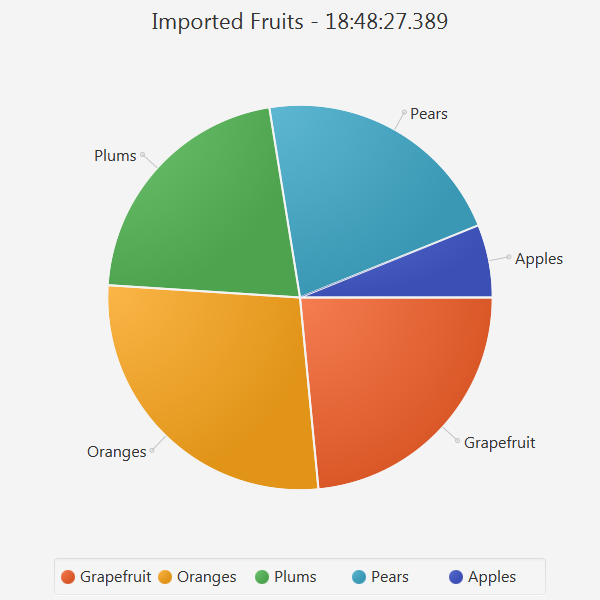 Imported Fruits - 18:48:27.389
Pears
Plums
Apples
Grapefruit
Oranges
Grapefruit Oranges Plums Pears Apples